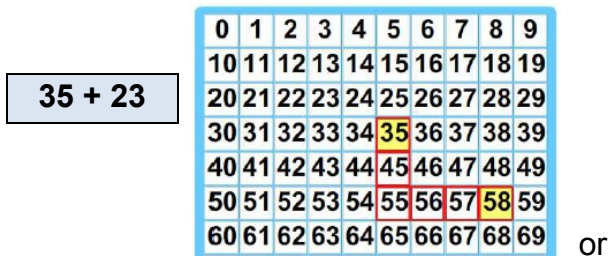 0 1 2 3 4 5 6 7 8 9
10 11 12 13 14 15 16 17 18 19
35 + 23
20 21 22 23 24 25 26 27 28 29
30 31 32 33 34 35 36 37 38 39
40 41 42 43 44 45 46 47 48 49
50 51 52 53 54 55 56 57 58 59
60 61 62 63 64 65 66 67 68 69
or